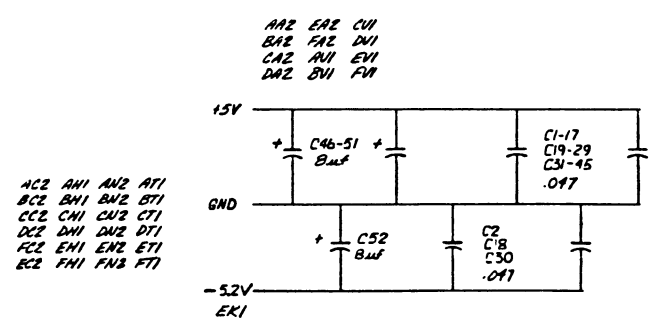 AA2 EA2 CV1
BA2 FA2 DV1
CA2 AV1 EV1
DA2 BV1 FV1
+5V
+ C46-51 +
8uf
C1-17
C19-29
C31-45
.047
AC2 AH1 AN2 AT1
BC2 BH1 BN2 BT1
CC2 CH1 CN2 CT1
DC2 DH1 DN2 DT1
FC2 EH1 EN2 ET1
EC2 FH1 FN2 FT1
GND
+ C52
8uf
C2
C18
C30
.047
-5.2V
EK1